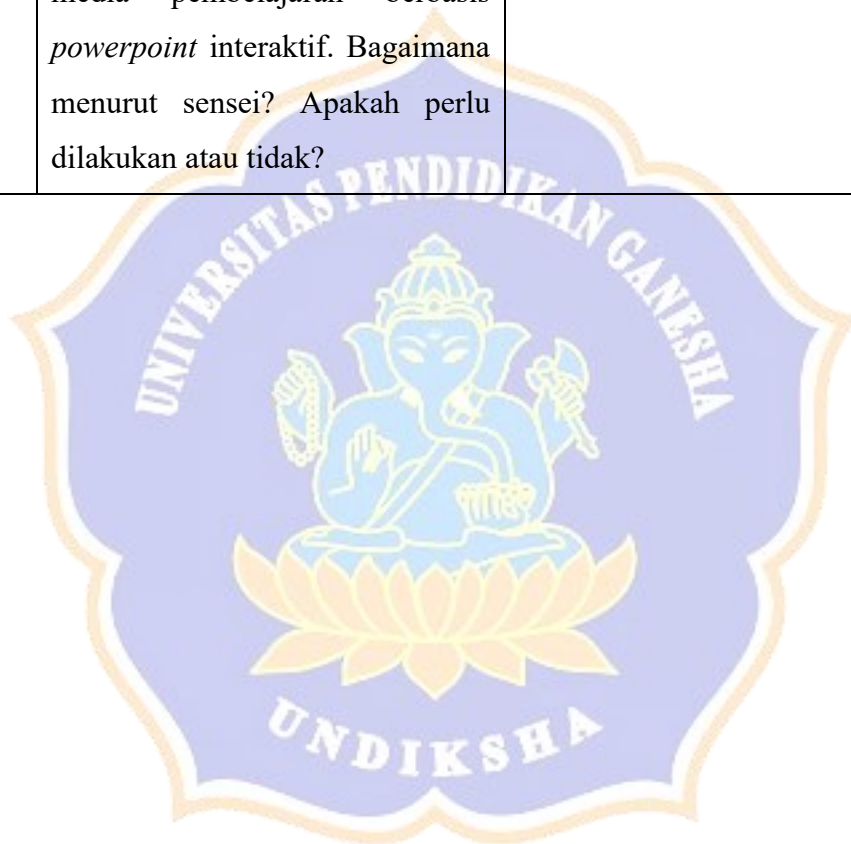 media pembelajaran berbasis
powerpoint interaktif. Bagaimana
menurut sensei? Apakah perlu
dilakukan atau tidak?
UNIVERSITAS PENDIDIKAN GANESHA
UNDIKSHA